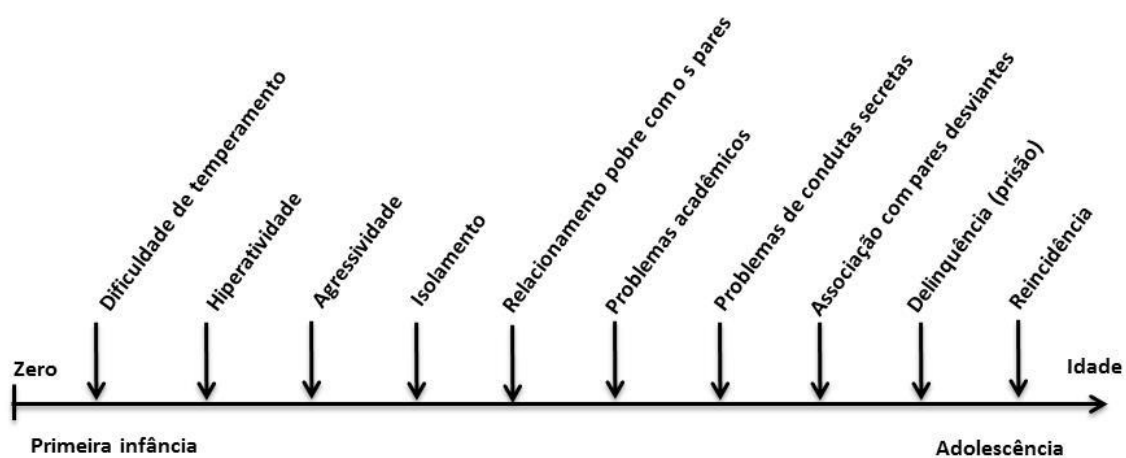 Dificuldade de temperamento
Hiperatividade
Agressividade
Isolamento
Relacionamento pobre com o s pares
Problemas acadêmicos
Problemas de condutas secretas
Associação com pares desviantes
Delinquência (prisão)
Reincidência
Zero
Idade
Primeira infância
Adolescência